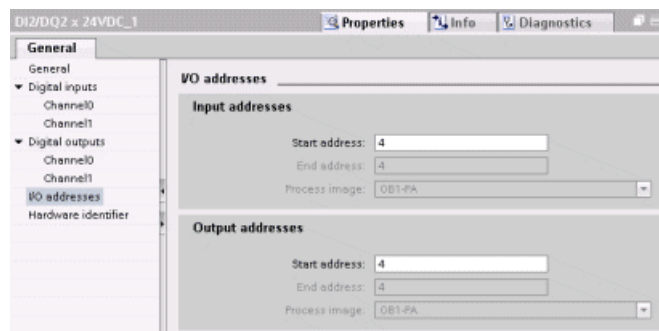 DI2/DQ2 x 24VDC_1
Properties
Info
Diagnostics
General
General
Digital inputs
Channel0
Channel1
Digital outputs
Channel0
Channel1
I/O addresses
Hardware identifier
I/O addresses
Input addresses
Start address: 4
End address: 4
Process image: OB1-PA
Output addresses
Start address: 4
End address: 4
Process image: OB1-PA